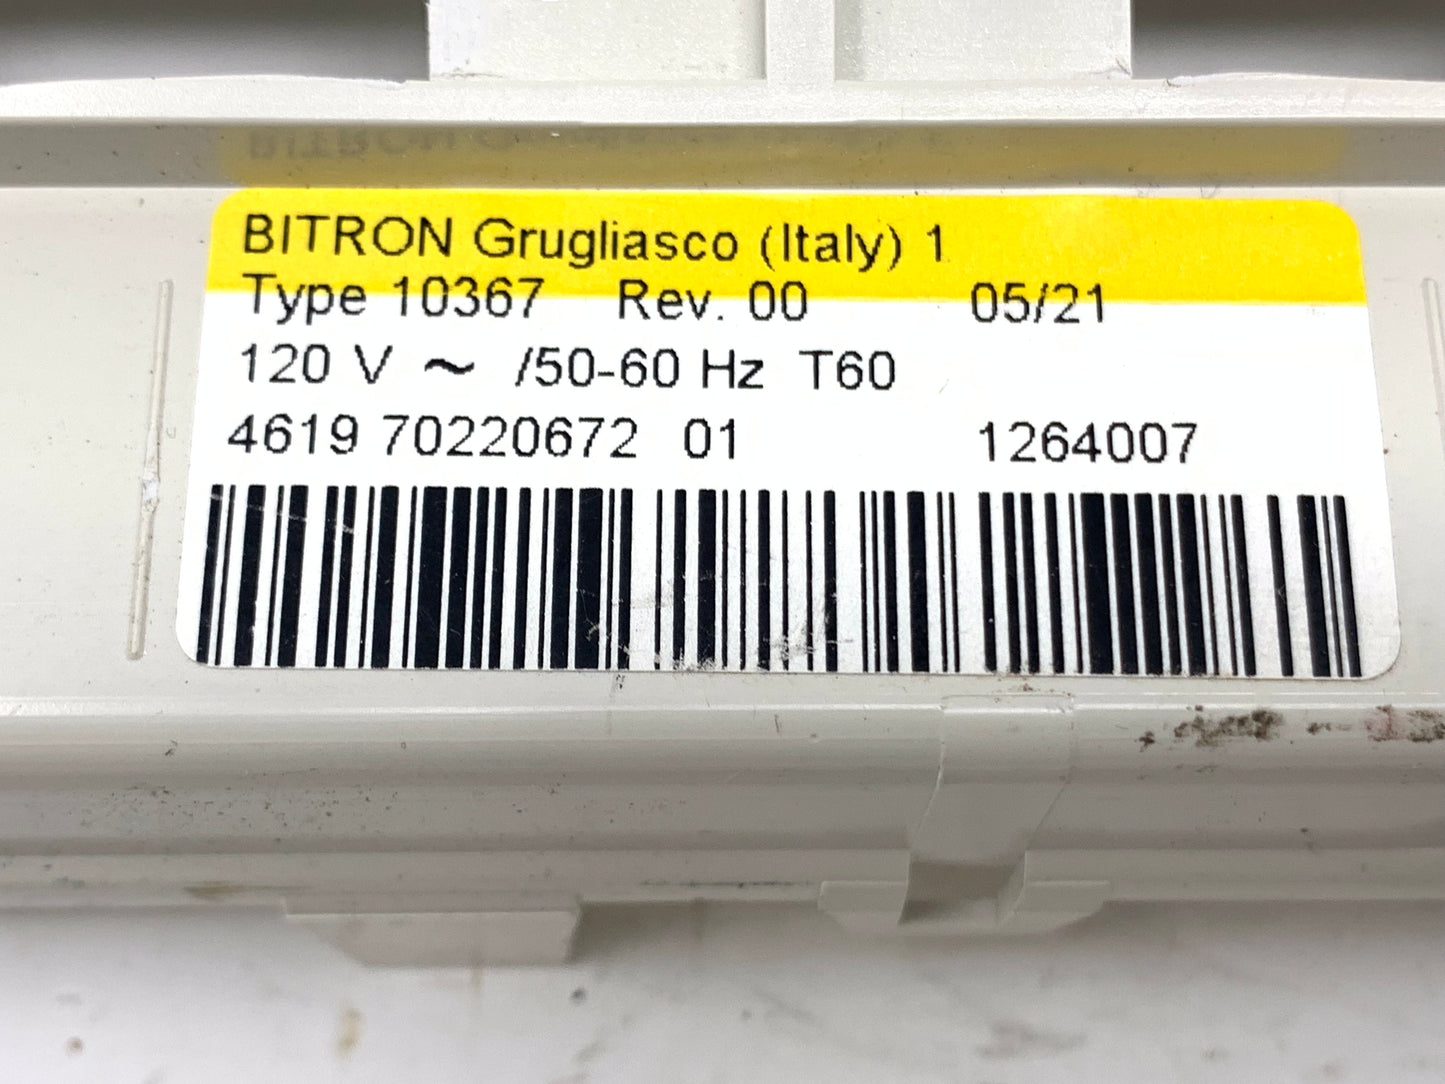 BITRON Grugliasco (Italy) 1
Type 10367 Rev. 00 05/21
120 V ~ /50-60 Hz T60
4619 70220672 01 1264007